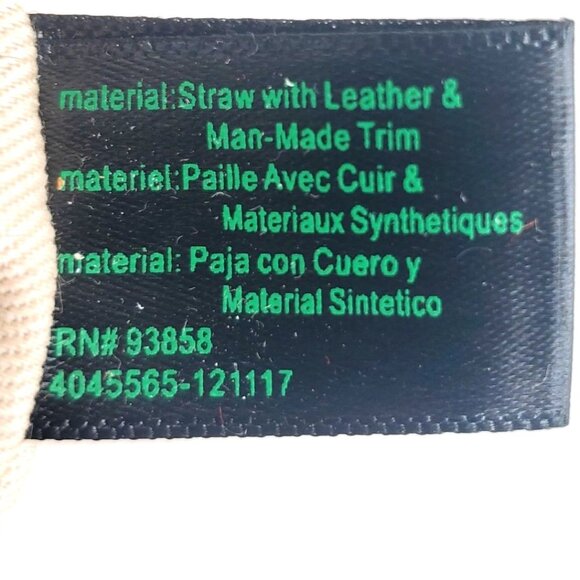 material:Straw with Leather &
Man-Made Trim
materiel:Paille Avec Cuir &
Materiaux Synthetiques
material: Paja con Cuero y
Material Sintetico
RN# 93858
4045565-121117